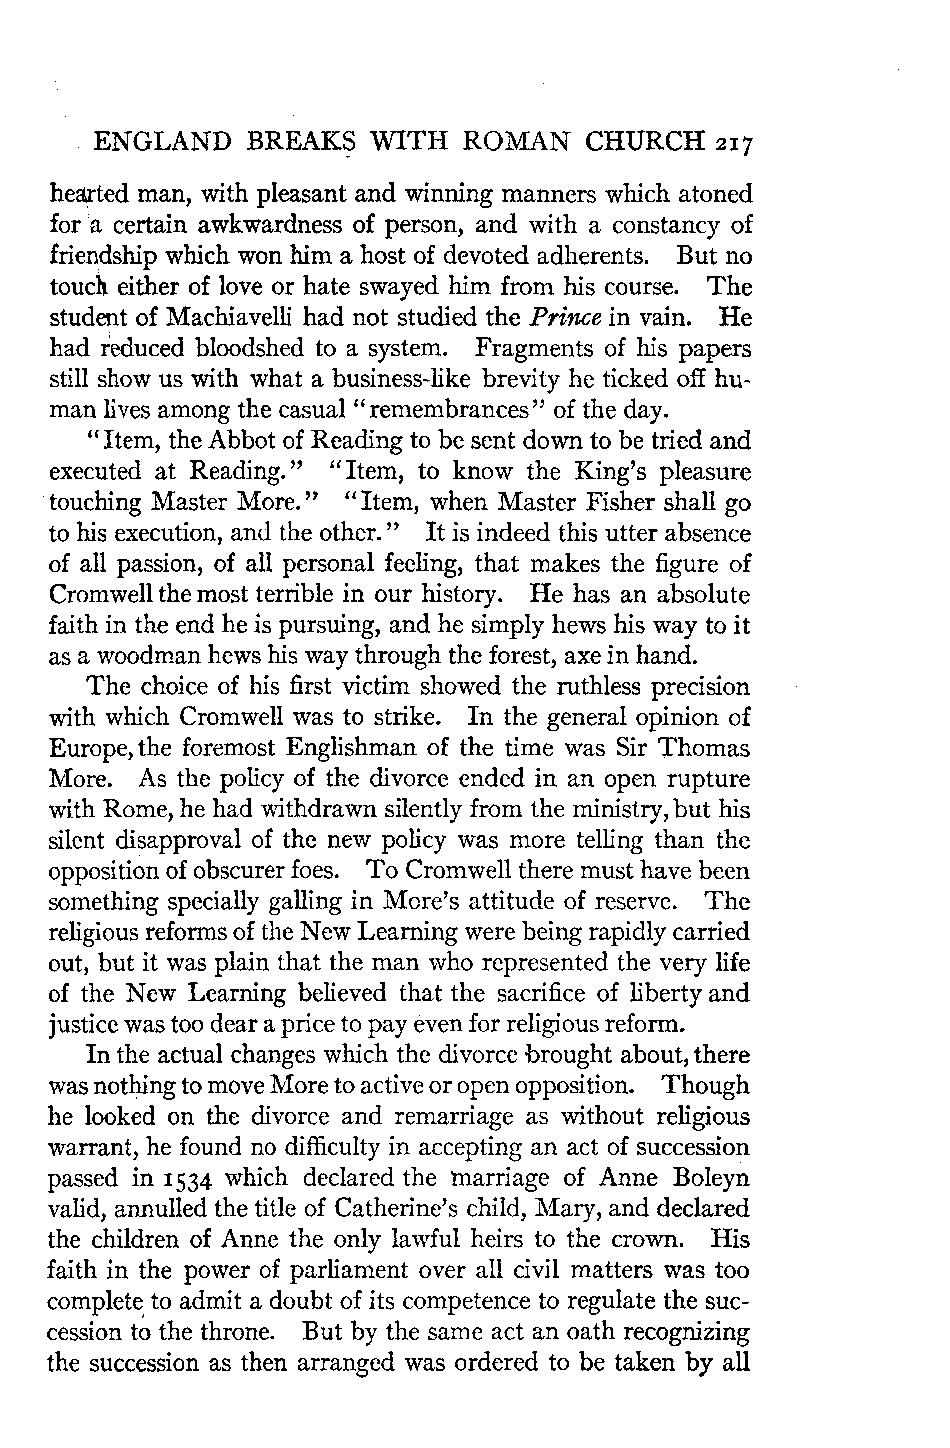 ENGLAND BREAKS WITH ROMAN CHURCH 217
hearted man, with pleasant and winning manners which atoned
for a certain awkwardness of person, and with a constancy of
friendship which won him a host of devoted adherents. But no
touch either of love or hate swayed him from his course. The
student of Machiavelli had not studied the Prince in vain. He
had reduced bloodshed to a system. Fragments of his papers
still show us with what a business-like brevity he ticked off hu-
man lives among the casual "remembrances" of the day.
"Item, the Abbot of Reading to be sent down to be tried and
executed at Reading." "Item, to know the King's pleasure
touching Master More." "Item, when Master Fisher shall go
to his execution, and the other." It is indeed this utter absence
of all passion, of all personal feeling, that makes the figure of
Cromwell the most terrible in our history. He has an absolute
faith in the end he is pursuing, and he simply hews his way to it
as a woodman hews his way through the forest, axe in hand.
The choice of his first victim showed the ruthless precision
with which Cromwell was to strike. In the general opinion of
Europe, the foremost Englishman of the time was Sir Thomas
More. As the policy of the divorce ended in an open rupture
with Rome, he had withdrawn silently from the ministry, but his
silent disapproval of the new policy was more telling than the
opposition of obscurer foes. To Cromwell there must have been
something specially galling in More's attitude of reserve. The
religious reforms of the New Learning were being rapidly carried
out, but it was plain that the man who represented the very life
of the New Learning believed that the sacrifice of liberty and
justice was too dear a price to pay even for religious reform.
In the actual changes which the divorce brought about, there
was nothing to move More to active or open opposition. Though
he looked on the divorce and remarriage as without religious
warrant, he found no difficulty in accepting an act of succession
passed in 1534 which declared the marriage of Anne Boleyn
valid, annulled the title of Catherine's child, Mary, and declared
the children of Anne the only lawful heirs to the crown. His
faith in the power of parliament over all civil matters was too
complete to admit a doubt of its competence to regulate the suc-
cession to the throne. But by the same act an oath recognizing
the succession as then arranged was ordered to be taken by all